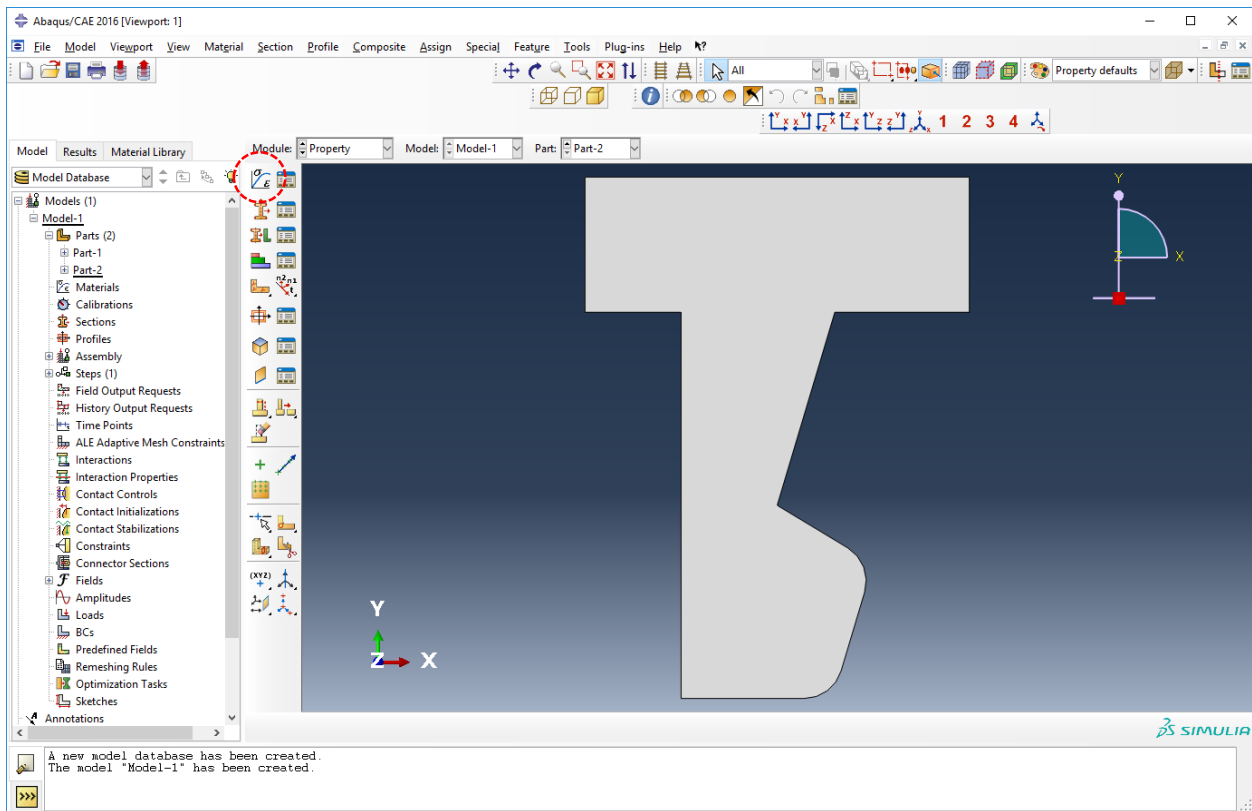 Abaqus/CAE 2016 [Viewport: 1]
File Model Viewport View Material Section Profile Composite Assign Special Feature Tools Plug-ins Help
All Property defaults
1 2 3 4
Model Results Material Library
Module: Property Model: Model-1 Part: Part-2
Model Database
Models (1)
Model-1
Parts (2)
Part-1
Part-2
Materials
Calibrations
Sections
Profiles
Assembly
Steps (1)
Field Output Requests
History Output Requests
Time Points
ALE Adaptive Mesh Constraints
Interactions
Interaction Properties
Contact Controls
Contact Initializations
Contact Stabilizations
Constraints
Connector Sections
Fields
Amplitudes
Loads
BCs
Predefined Fields
Remeshing Rules
Optimization Tasks
Sketches
Annotations
σ ε
n2 n1
t
(XYZ)
Y
Z X
Y
Z X
SIMULIA
A new model database has been created.
The model "Model-1" has been created.
>>>